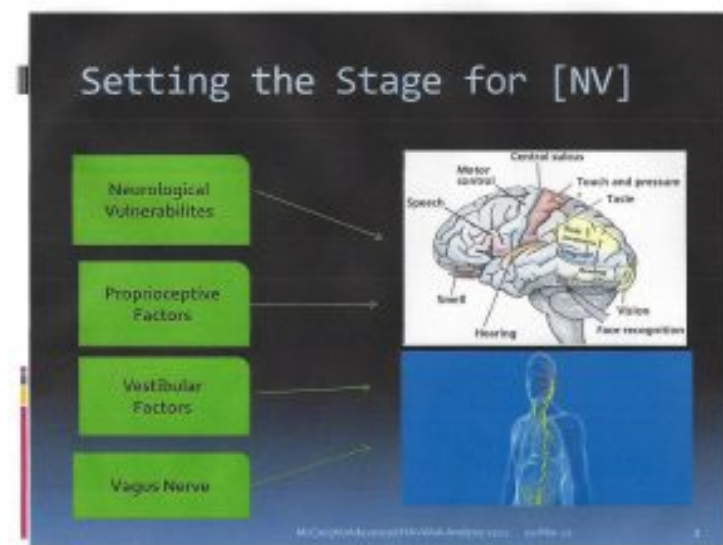 Setting the Stage for [NV]
Neurological
Vulnerabilites
Proprioceptive
Factors
Vestibular
Factors
Vagus Nerve
Central sulcus
Motor
control
Touch and pressure
Taste
Speech
Smell
Hearing
Vision
Face recognition